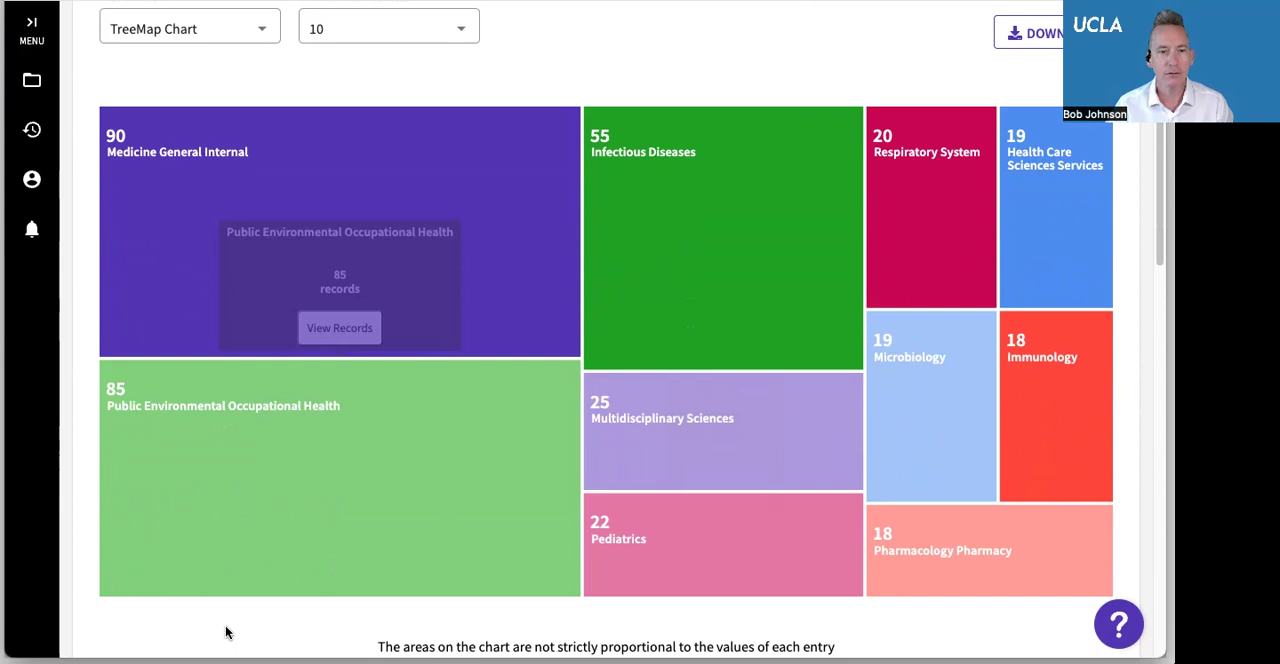 MENU
TreeMap Chart
10
DOWN
UCLA
Bob Johnson
90
Medicine General Internal
55
Infectious Diseases
20
Respiratory System
19
Health Care
Sciences Services
Public Environmental Occupational Health
85
records
View Records
19
Microbiology
18
Immunology
85
Public Environmental Occupational Health
25
Multidisciplinary Sciences
22
Pediatrics
18
Pharmacology Pharmacy
?
The areas on the chart are not strictly proportional to the values of each entry